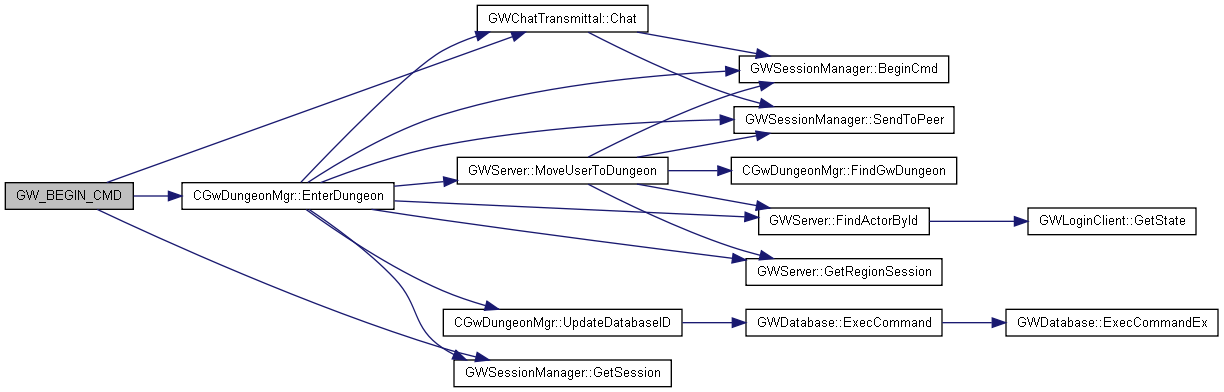 GWChatTransmittal::Chat
GWSessionManager::BeginCmd
GWSessionManager::SendToPeer
GWServer::MoveUserToDungeon
CGwDungeonMgr::FindGwDungeon
GW_BEGIN_CMD
CGwDungeonMgr::EnterDungeon
GWServer::FindActorById
GWLoginClient::GetState
GWServer::GetRegionSession
CGwDungeonMgr::UpdateDatabaseID
GWDatabase::ExecCommand
GWDatabase::ExecCommandEx
GWSessionManager::GetSession